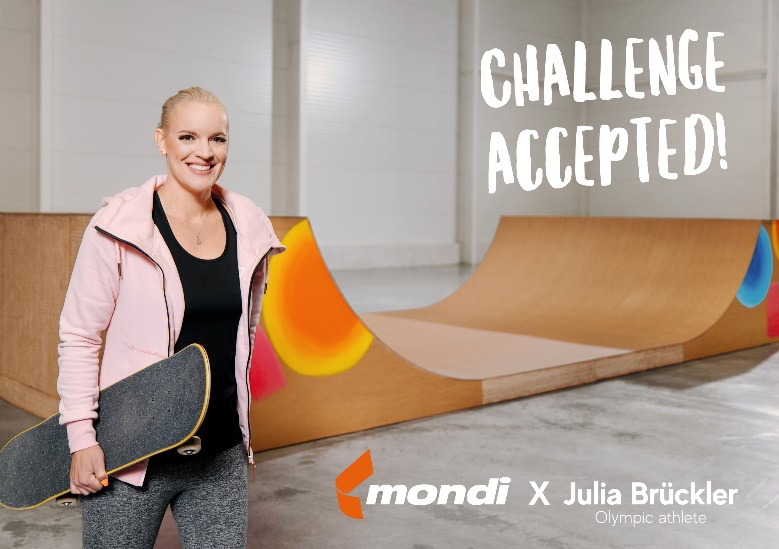 CHALLENGE
ACCEPTED!
mondi X Julia Brückler
Olympic athlete